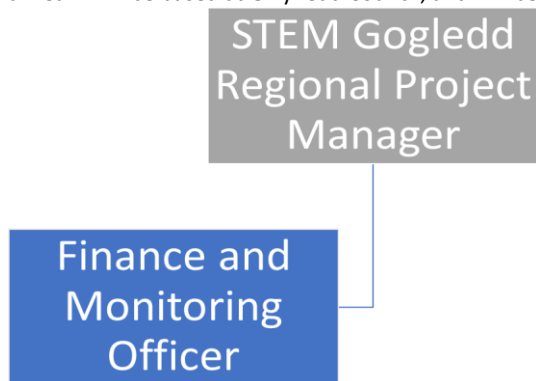 STEM Gogledd
Regional Project
Manager
Finance and
Monitoring
Officer